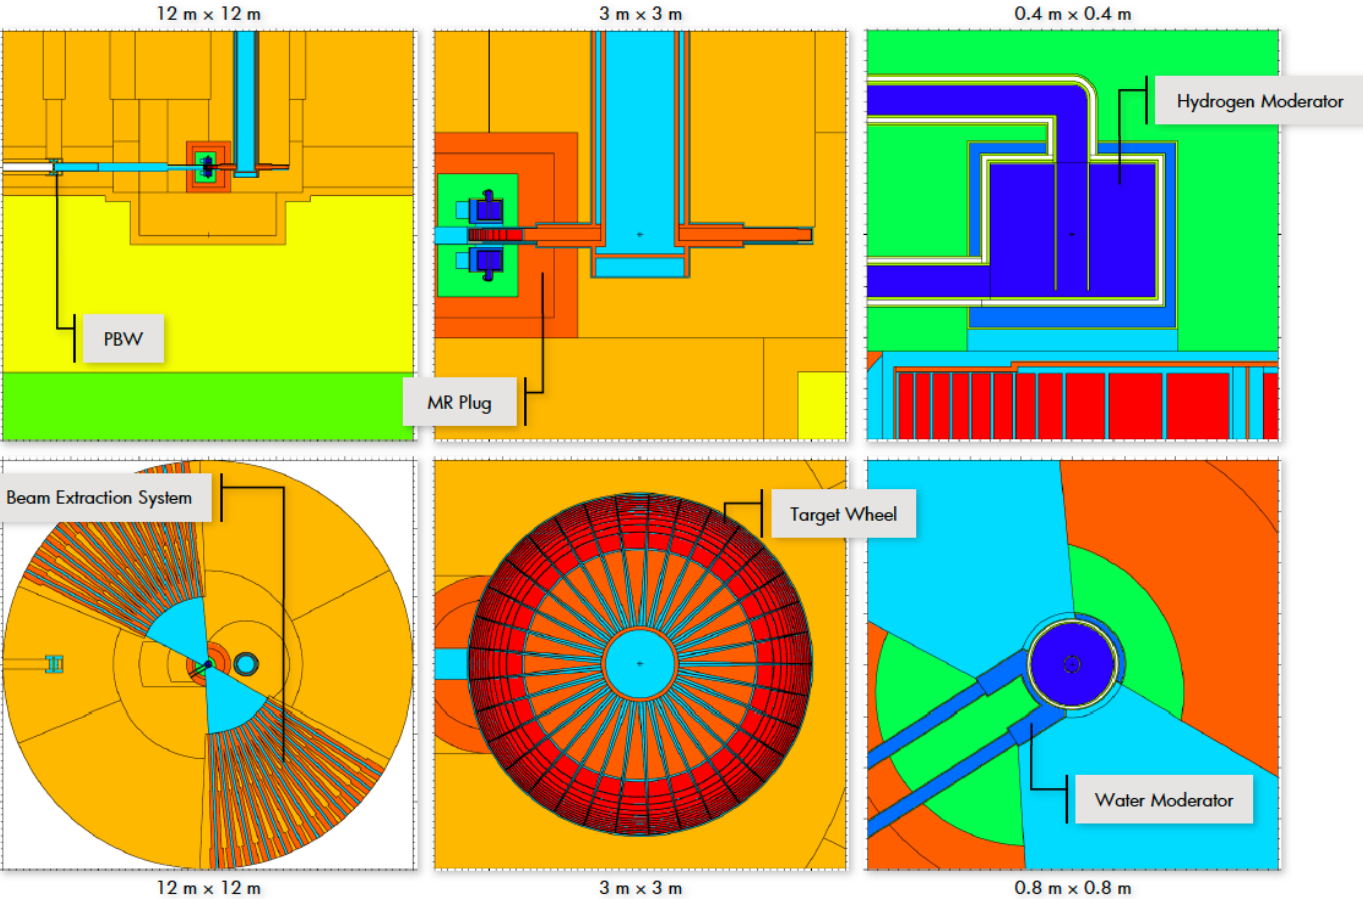 12 m × 12 m
3 m × 3 m
0.4 m × 0.4 m
Hydrogen Moderator
PBW
MR Plug
Beam Extraction System
Target Wheel
Water Moderator
12 m × 12 m
3 m × 3 m
0.8 m × 0.8 m